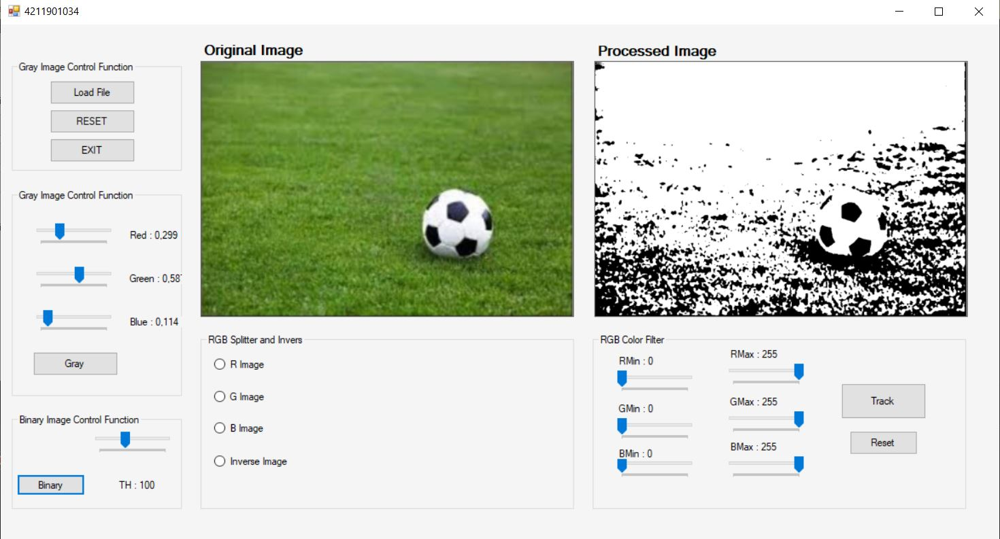 4211901034
Original Image
Processed Image
Gray Image Control Function
Load File
RESET
EXIT
Gray Image Control Function
Red : 0,299
Green : 0,587
Blue : 0,114
Gray
Binary Image Control Function
Binary
TH : 100
RGB Splitter and Invers
R Image
G Image
B Image
Inverse Image
RGB Color Filter
RMin : 0
RMax : 255
GMin : 0
GMax : 255
BMin : 0
BMax : 255
Track
Reset